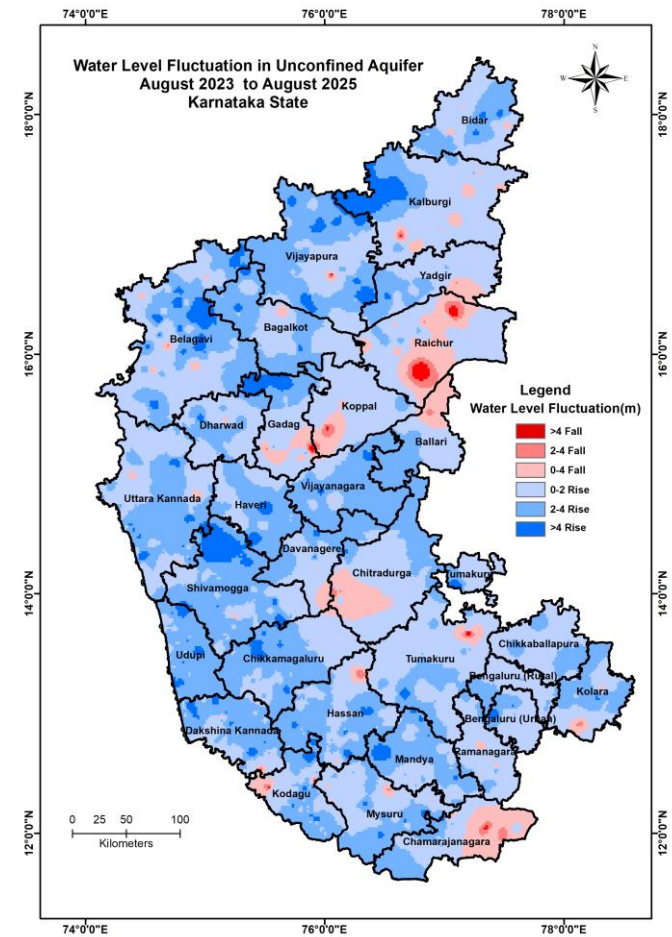 74°0'0"E 76°0'0"E 78°0'0"E
Water Level Fluctuation in Unconfined Aquifer
August 2023 to August 2025
Karnataka State
N
W E
S
18°0'0"N 18°0'0"N
Bidar
Kalburgi
Vijayapura
Yadgir
16°0'0"N 16°0'0"N
Bagalkot
Belagavi
Raichur
Koppal
Dharwad
Gadag
Ballari
Legend
Water Level Fluctuation(m)
>4 Fall
2-4 Fall
0-4 Fall
0-2 Rise
2-4 Rise
>4 Rise
Vijayanagara
Uttara Kannada
Haveri
Davanagere
Chitradurga
Tumakuru
14°0'0"N 14°0'0"N
Shivamogga
Chikkaballapura
Udupi
Chikkamagaluru
Tumakuru
Bengaluru (Rural)
Kolara
Hassan
Bengaluru (Urban)
Dakshina Kannada
Mandya
Ramanagara
Kodagu
Mysuru
Chamarajanagara
12°0'0"N 12°0'0"N
0 25 50 100
Kilometers
74°0'0"E 76°0'0"E 78°0'0"E